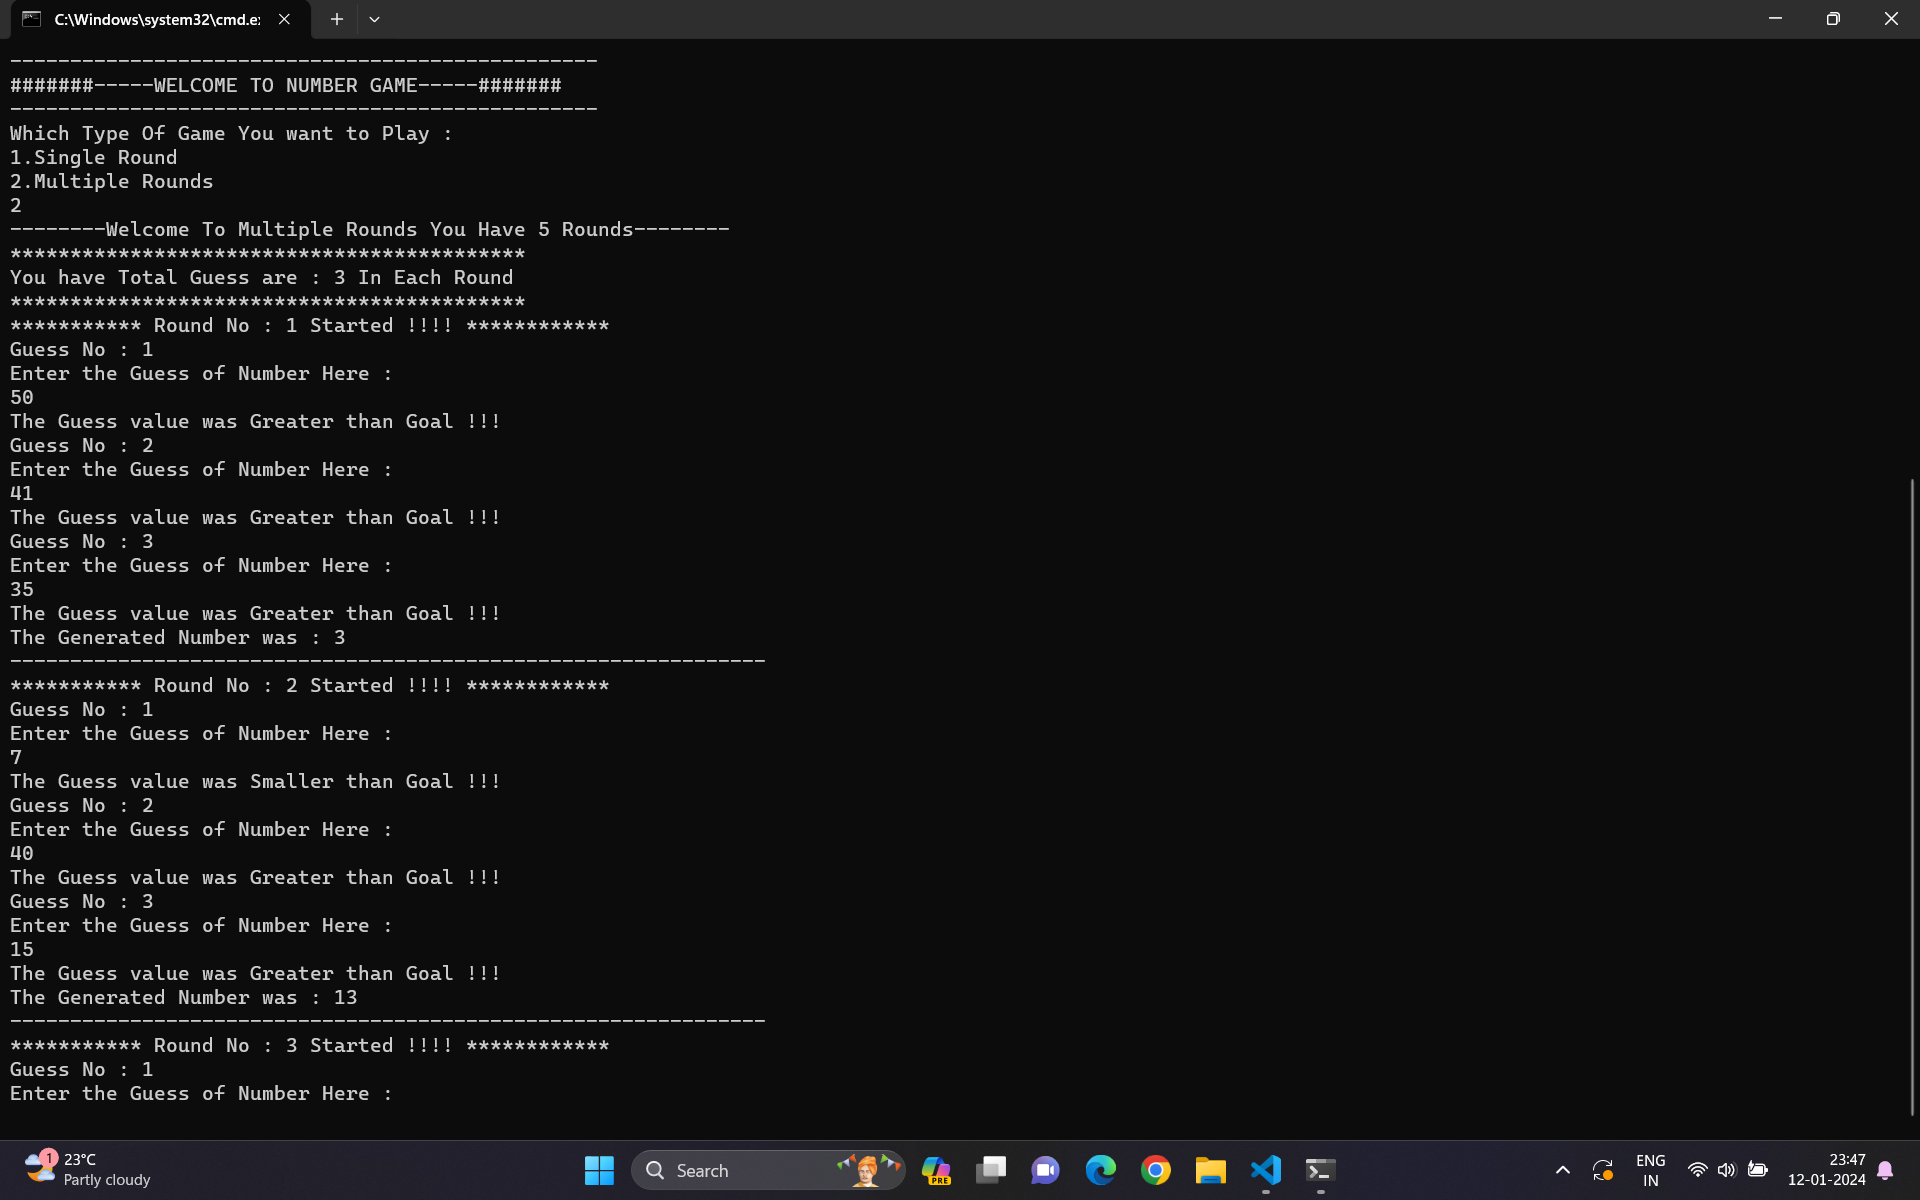 C:\Windows\system32\cmd.e:
-------------------------------------------------
#######-----WELCOME TO NUMBER GAME-----#######
-------------------------------------------------
Which Type Of Game You want to Play :
1.Single Round
2.Multiple Rounds
2
--------Welcome To Multiple Rounds You Have 5 Rounds--------
*******************************************
You have Total Guess are : 3 In Each Round
*******************************************
*********** Round No : 1 Started !!!! ************
Guess No : 1
Enter the Guess of Number Here :
50
The Guess value was Greater than Goal !!!
Guess No : 2
Enter the Guess of Number Here :
41
The Guess value was Greater than Goal !!!
Guess No : 3
Enter the Guess of Number Here :
35
The Guess value was Greater than Goal !!!
The Generated Number was : 3
---------------------------------------------------------------
*********** Round No : 2 Started !!!! ************
Guess No : 1
Enter the Guess of Number Here :
7
The Guess value was Smaller than Goal !!!
Guess No : 2
Enter the Guess of Number Here :
40
The Guess value was Greater than Goal !!!
Guess No : 3
Enter the Guess of Number Here :
15
The Guess value was Greater than Goal !!!
The Generated Number was : 13
---------------------------------------------------------------
*********** Round No : 3 Started !!!! ************
Guess No : 1
Enter the Guess of Number Here :
1
23°C
Partly cloudy
Search
PRE
ENG
IN
23:47
12-01-2024